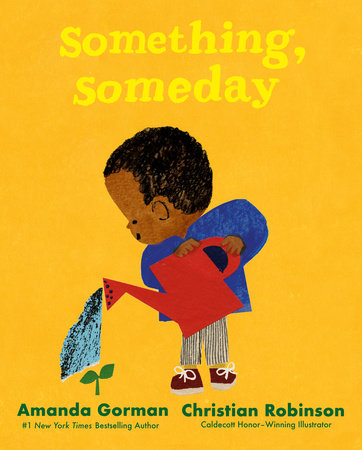 Something,
Someday
Amanda Gorman
#1 New York Times Bestselling Author
Christian Robinson
Caldecott Honor–Winning Illustrator